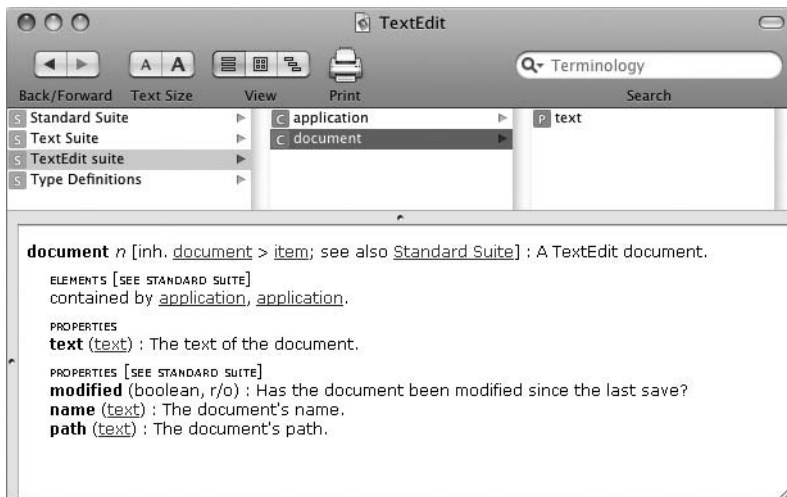 TextEdit
A A
Terminology
Back/Forward Text Size View Print Search
S Standard Suite
S Text Suite
S TextEdit suite
S Type Definitions
C application
C document
P text
document n [inh. document > item; see also Standard Suite] : A TextEdit document.
ELEMENTS [SEE STANDARD SUITE]
contained by application, application.
PROPERTIES
text (text) : The text of the document.
PROPERTIES [SEE STANDARD SUITE]
modified (boolean, r/o) : Has the document been modified since the last save?
name (text) : The document's name.
path (text) : The document's path.